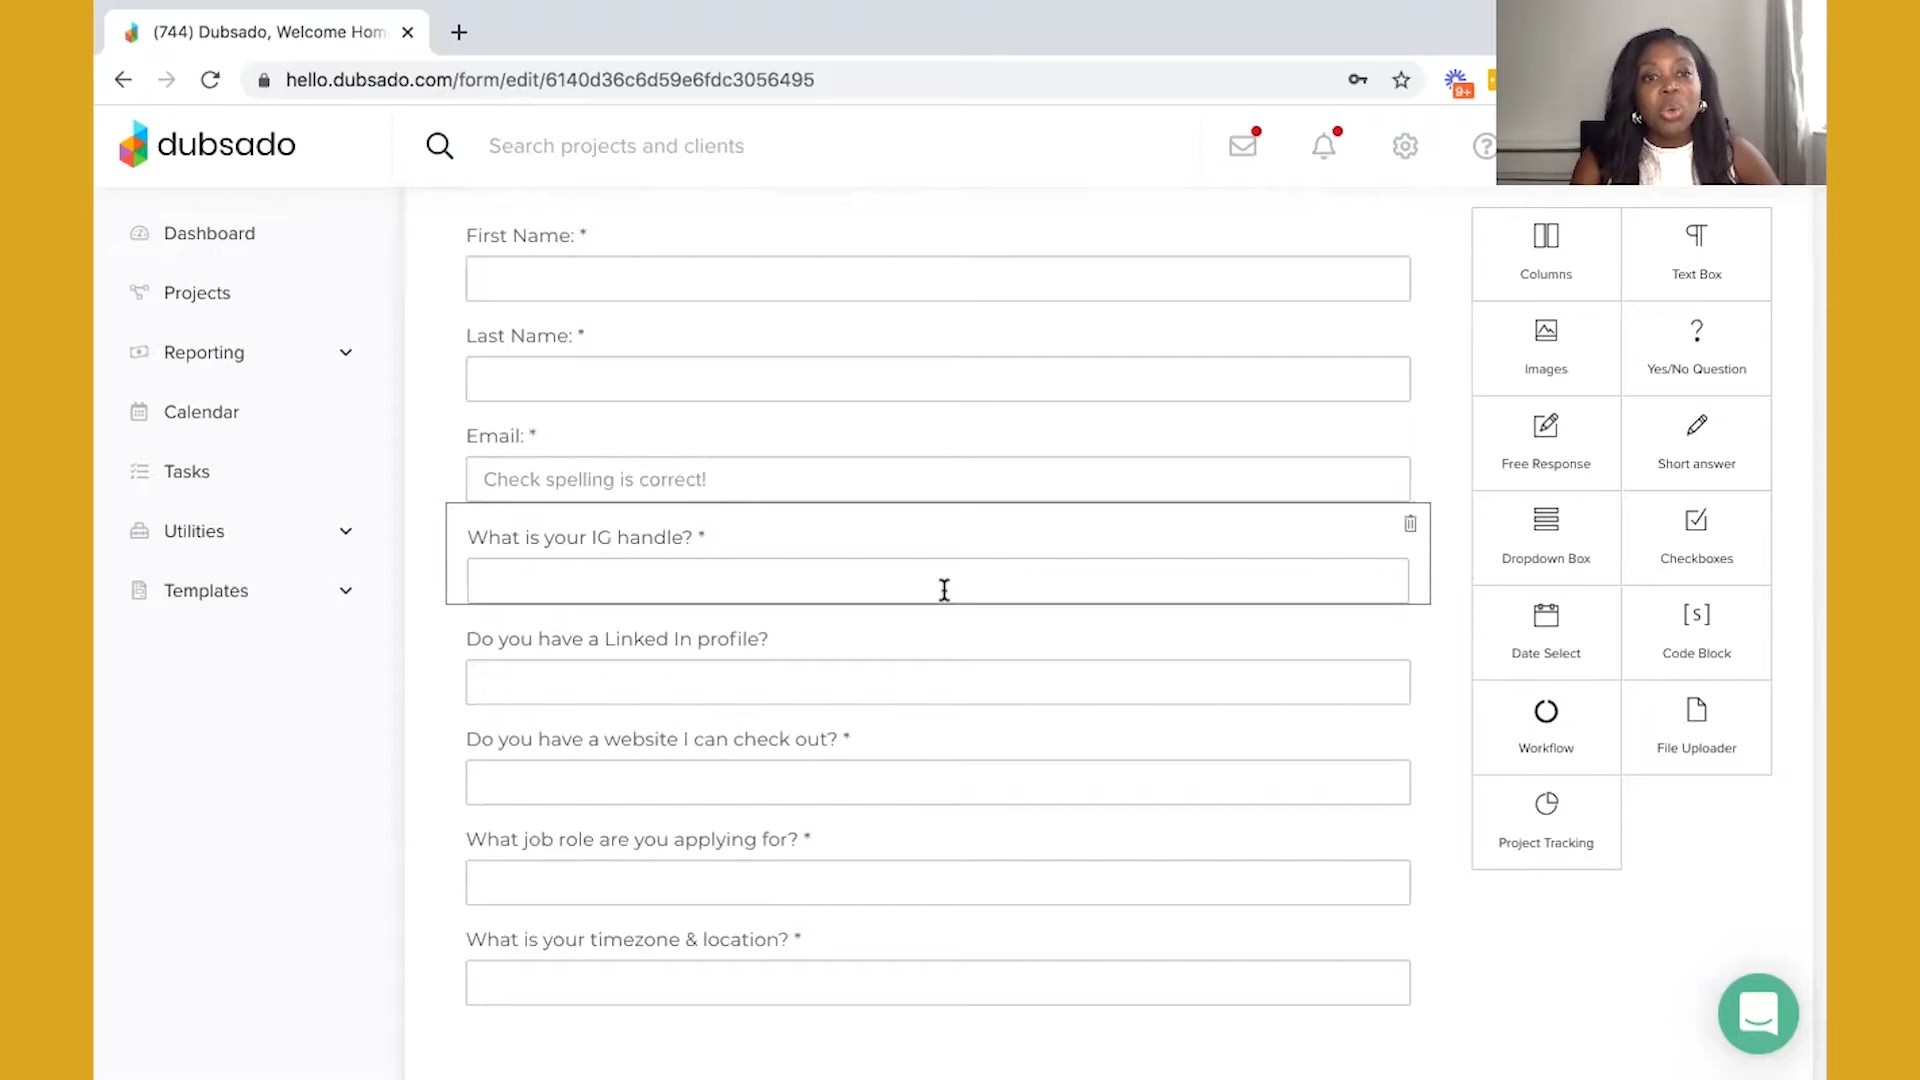 (744) Dubsado, Welcome Hom
hello.dubsado.com/form/edit/6140d36c6d59e6fdc3056495
9+
dubsado
Search projects and clients
Dashboard
Projects
Reporting
Calendar
Tasks
Utilities
Templates
First Name: *
Last Name: *
Email: *
Check spelling is correct!
What is your IG handle? *
Do you have a Linked In profile?
Do you have a website I can check out? *
What job role are you applying for? *
What is your timezone & location? *
Columns
Text Box
Images
Yes/No Question
Free Response
Short answer
Dropdown Box
Checkboxes
Date Select
[s]
Code Block
Workflow
File Uploader
Project Tracking